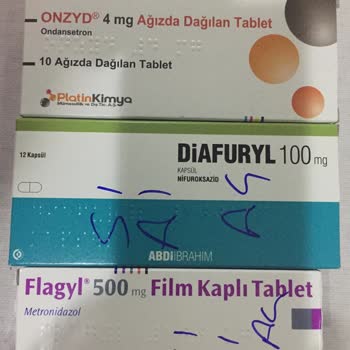 ONZYD® 4 mg Ağızda Dağılan Tablet
Ondansetron
10 Ağızda Dağılan Tablet
PlatinKimya
12 Kapsül
DiAFURYL 100 mg
KAPSÜL
NİFUROKSAZİD
ABDİİBRAHİM
Flagyl® 500 mg Film Kaplı Tablet
Metronidazol